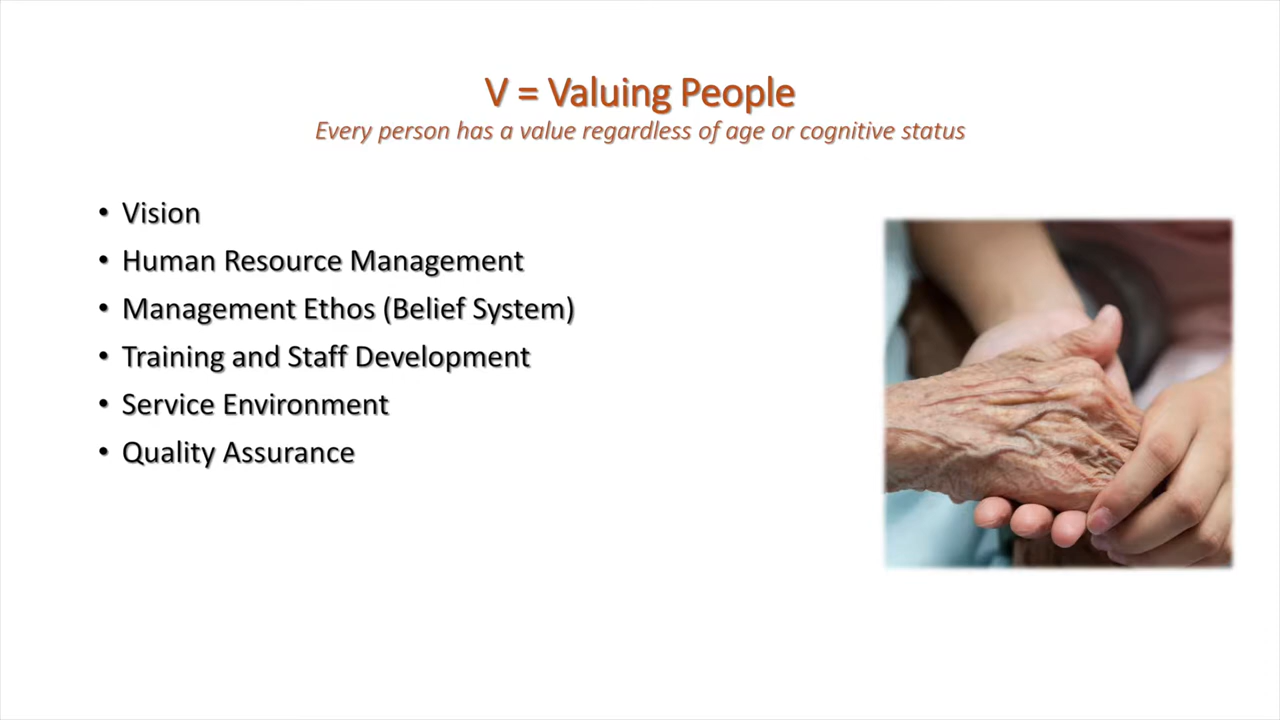 V = Valuing People
Every person has a value regardless of age or cognitive status
• Vision
• Human Resource Management
• Management Ethos (Belief System)
• Training and Staff Development
• Service Environment
• Quality Assurance